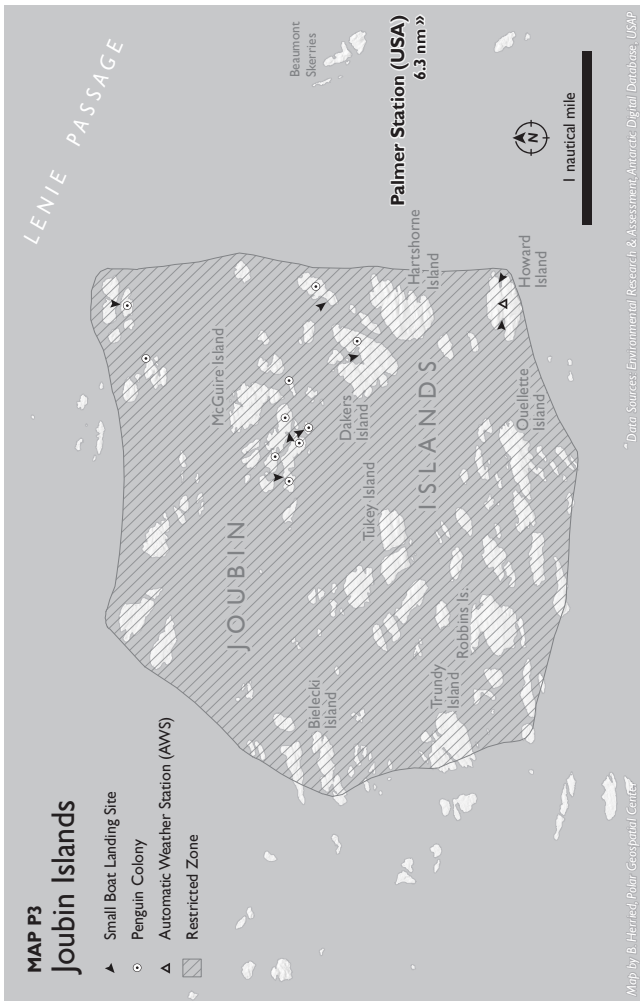 MAP P3
Joubin Islands
Small Boat Landing Site
Penguin Colony
Automatic Weather Station (AWS)
Restricted Zone
LENIE PASSAGE
Beaumont
Skerries
Palmer Station (USA)
6.3 nm »
McGuire Island
JOUBIN
ISLANDS
Hartshorne
Island
Dakers
Island
Tukey Island
Bielecki
Island
Trundy
Island
Robbins Is.
Ouellette
Island
Howard
Island
N
1 nautical mile
Map by B. Herried, Polar Geospatial Center
*Data Sources: Environmental Research & Assessment, Antarctic Digital Database, USAP